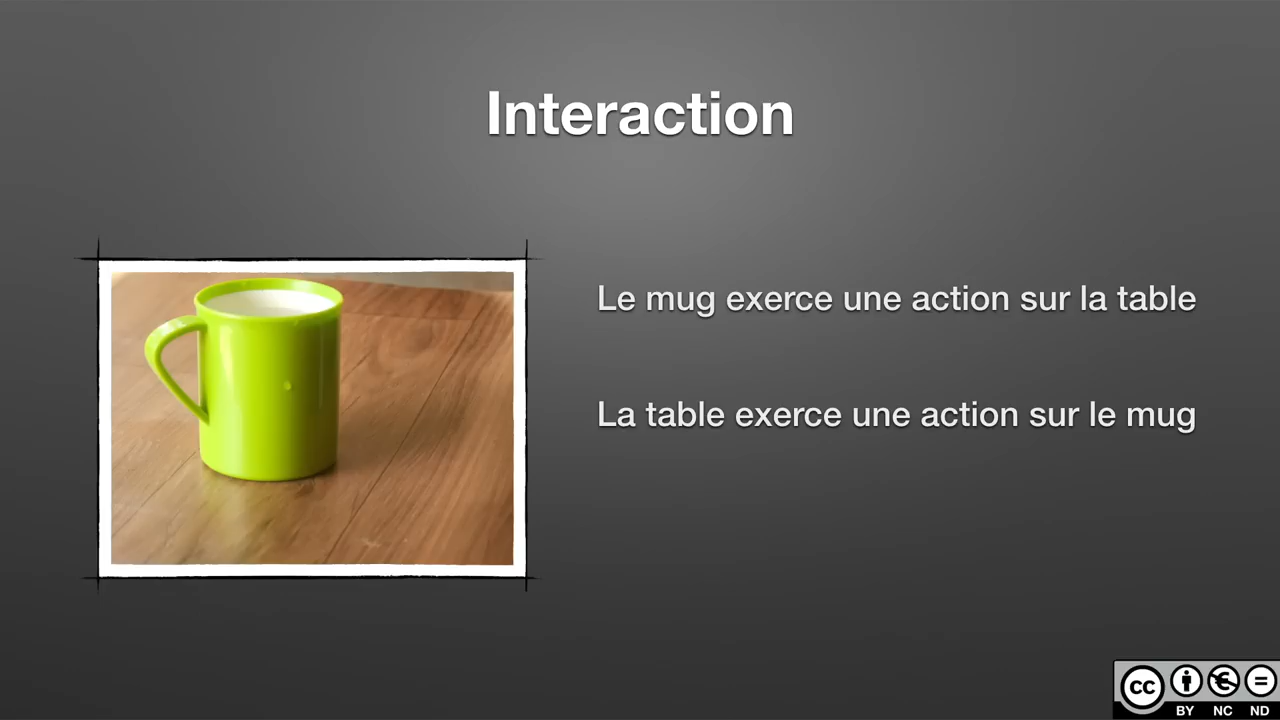 Interaction
Le mug exerce une action sur la table
La table exerce une action sur le mug
cc
BY NC ND